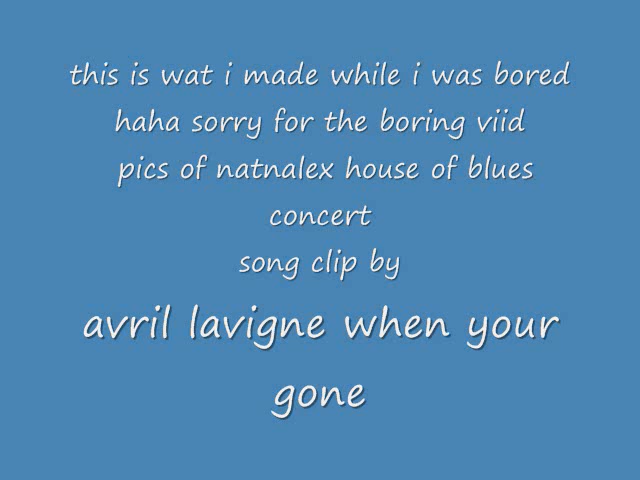 this is wat i made while i was bored
haha sorry for the boring viid
pics of natnalex house of blues
concert
song clip by
avril lavigne when your
gone